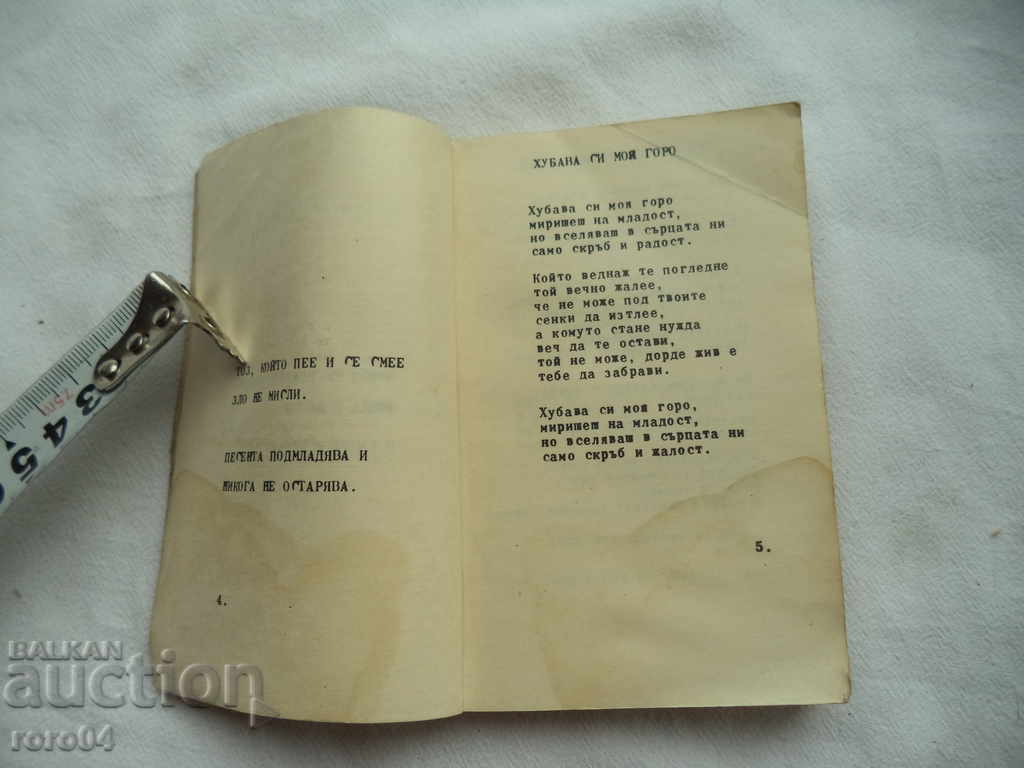 ТОЗ, КОЙТО ПЕЕ И СЕ СМЕЕ
ЗЛО НЕ МИСЛИ.
ПЕСЕНТА ПОДМЛАДЯВА И
НИКОГА НЕ ОСТАРЯВА.
4.
ХУБАВА СИ МОЯ ГОРО
Хубава си моя горо
миришеш на младост,
но вселяваш в сърцата ни
само скръб и радост.
Който веднаж те погледне
той вечно жалее,
че не може под твоите
сенки да изтлее,
а комуто стане нужда
веч да те остави,
той не може, дорде жив е
тебе да забрави.
Хубава си моя горо,
миришеш на младост,
но вселяваш в сърцата ни
само скръб и жалост.
5.
3 4 5
BALKAN
auction
roro04